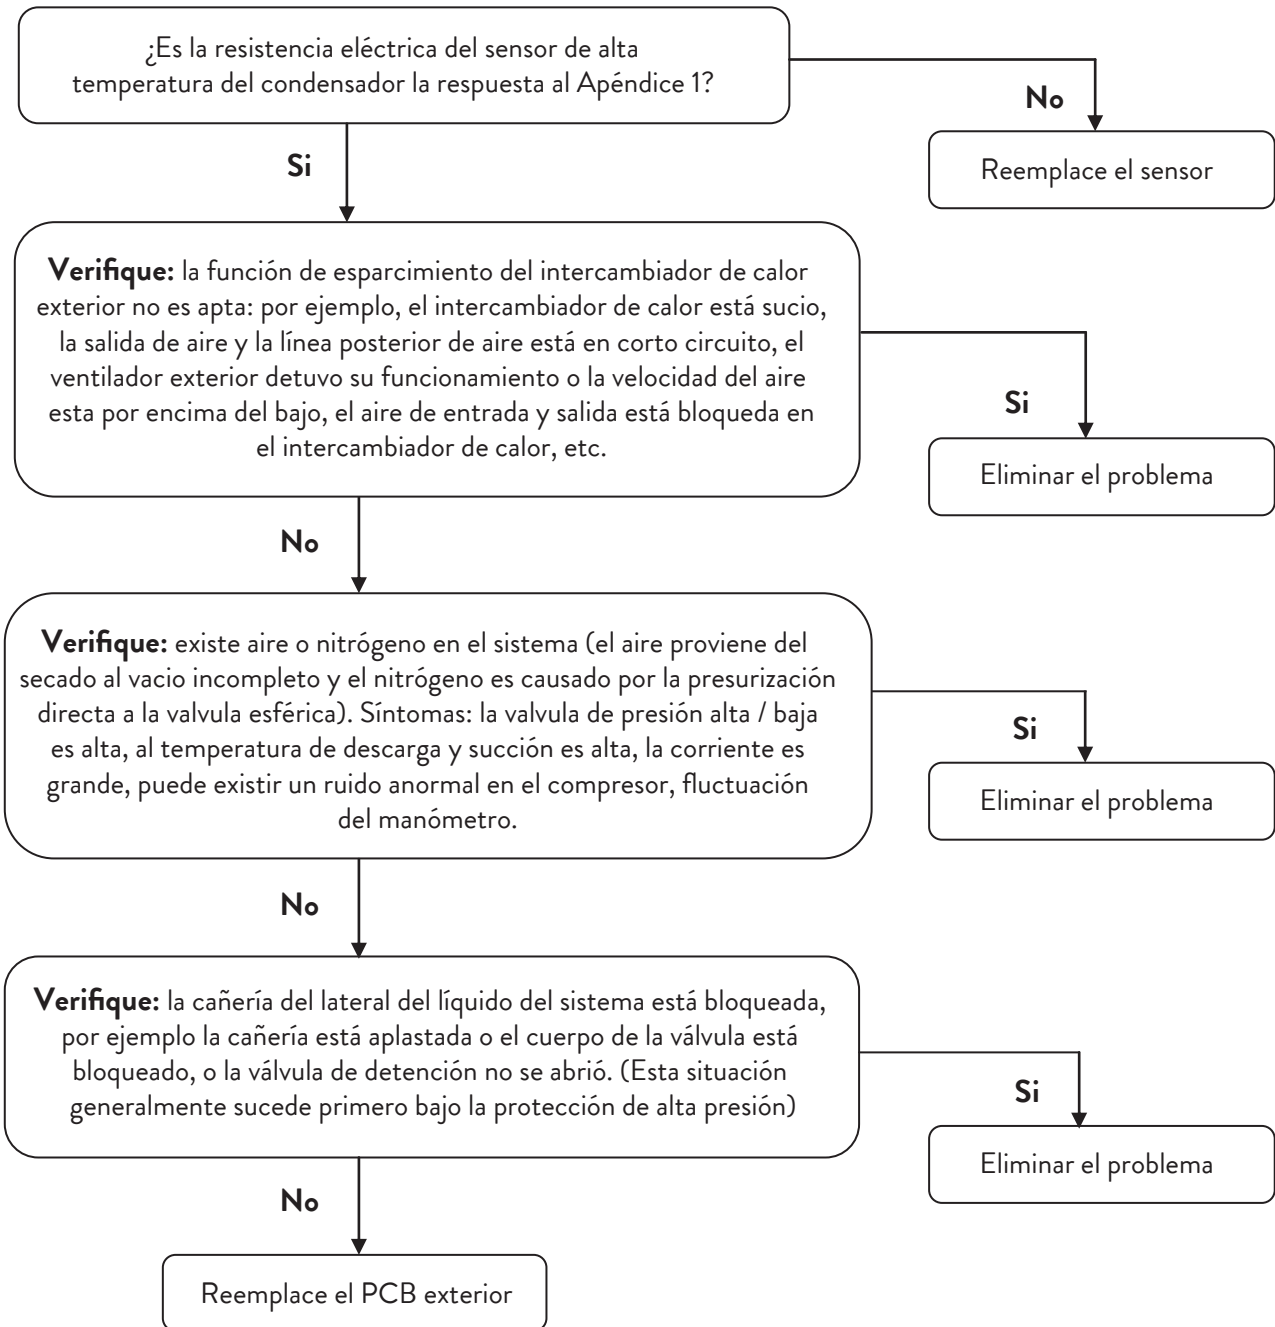 ¿Es la resistencia eléctrica del sensor de alta
temperatura del condensador la respuesta al Apéndice 1?
No
Reemplace el sensor
Si
Verifique: la función de esparcimiento del intercambiador de calor
exterior no es apta: por ejemplo, el intercambiador de calor está sucio,
la salida de aire y la línea posterior de aire está en corto circuito, el
ventilador exterior detuvo su funcionamiento o la velocidad del aire
esta por encima del bajo, el aire de entrada y salida está bloqueda en
el intercambiador de calor, etc.
Si
Eliminar el problema
No
Verifique: existe aire o nitrógeno en el sistema (el aire proviene del
secado al vacio incompleto y el nitrógeno es causado por la presurización
directa a la valvula esférica). Síntomas: la valvula de presión alta / baja
es alta, al temperatura de descarga y succión es alta, la corriente es
grande, puede existir un ruido anormal en el compresor, fluctuación
del manómetro.
Si
Eliminar el problema
No
Verifique: la cañería del lateral del líquido del sistema está bloqueada,
por ejemplo la cañería está aplastada o el cuerpo de la válvula está
bloqueado, o la válvula de detención no se abrió. (Esta situación
generalmente sucede primero bajo la protección de alta presión)
Si
Eliminar el problema
No
Reemplace el PCB exterior